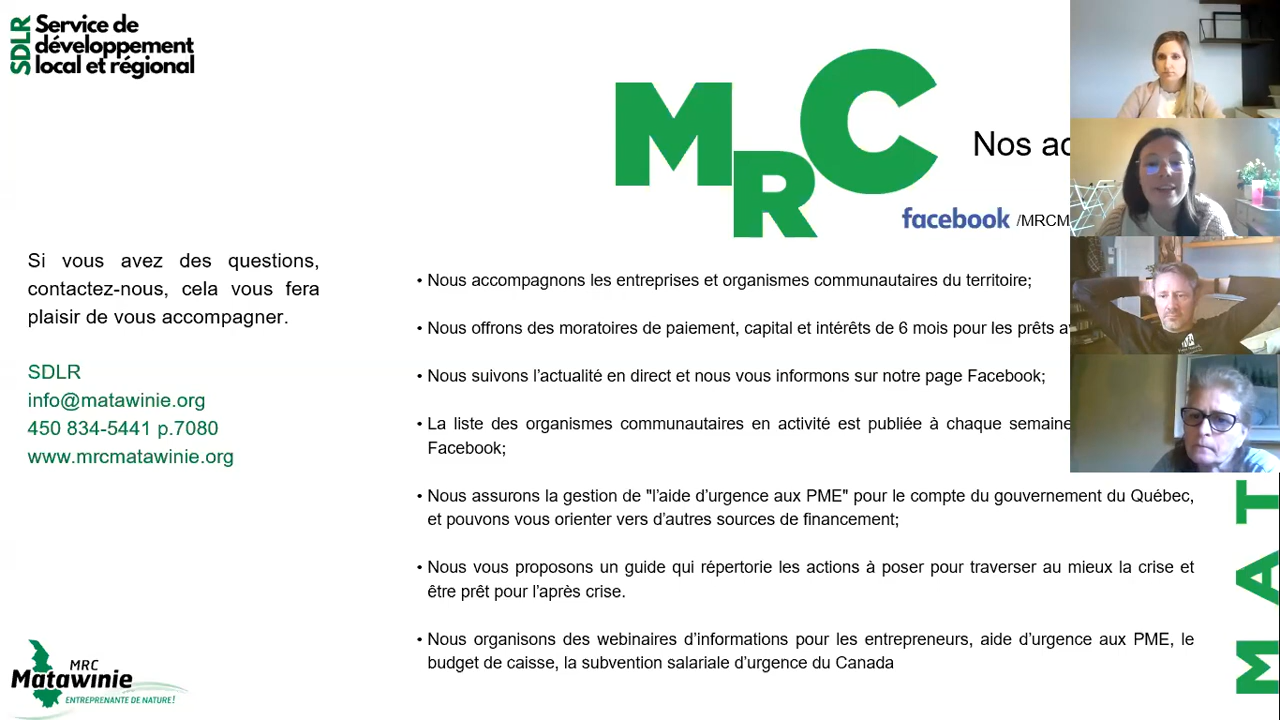 SDLR
Service de
développement
local et régional
MRC
Nos
facebook /MRCM
Si vous avez des questions,
contactez-nous, cela vous fera
plaisir de vous accompagner.
SDLR
info@matawinie.org
450 834-5441 p.7080
www.mrcmatawinie.org
• Nous accompagnons les entreprises et organismes communautaires du territoire;
• Nous offrons des moratoires de paiement, capital et intérêts de 6 mois pour les prêts
• Nous suivons l'actualité en direct et nous vous informons sur notre page Facebook;
• La liste des organismes communautaires en activité est publiée à chaque semaine
Facebook;
• Nous assurons la gestion de "l'aide d'urgence aux PME" pour le compte du gouvernement du Québec,
et pouvons vous orienter vers d'autres sources de financement;
• Nous vous proposons un guide qui répertorie les actions à poser pour traverser au mieux la crise et
être prêt pour l'après crise.
• Nous organisons des webinaires d'informations pour les entrepreneurs, aide d'urgence aux PME, le
budget de caisse, la subvention salariale d'urgence du Canada
MAT
MRC
Matawinie
ENTREPRENANTE DE NATURE!